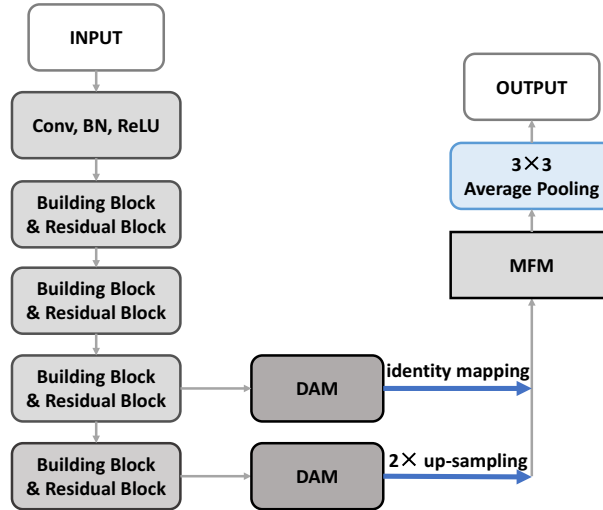 INPUT
Conv, BN, ReLU
Building Block
& Residual Block
Building Block
& Residual Block
Building Block
& Residual Block
Building Block
& Residual Block
DAM
identity mapping
DAM
2× up-sampling
MFM
3×3
Average Pooling
OUTPUT